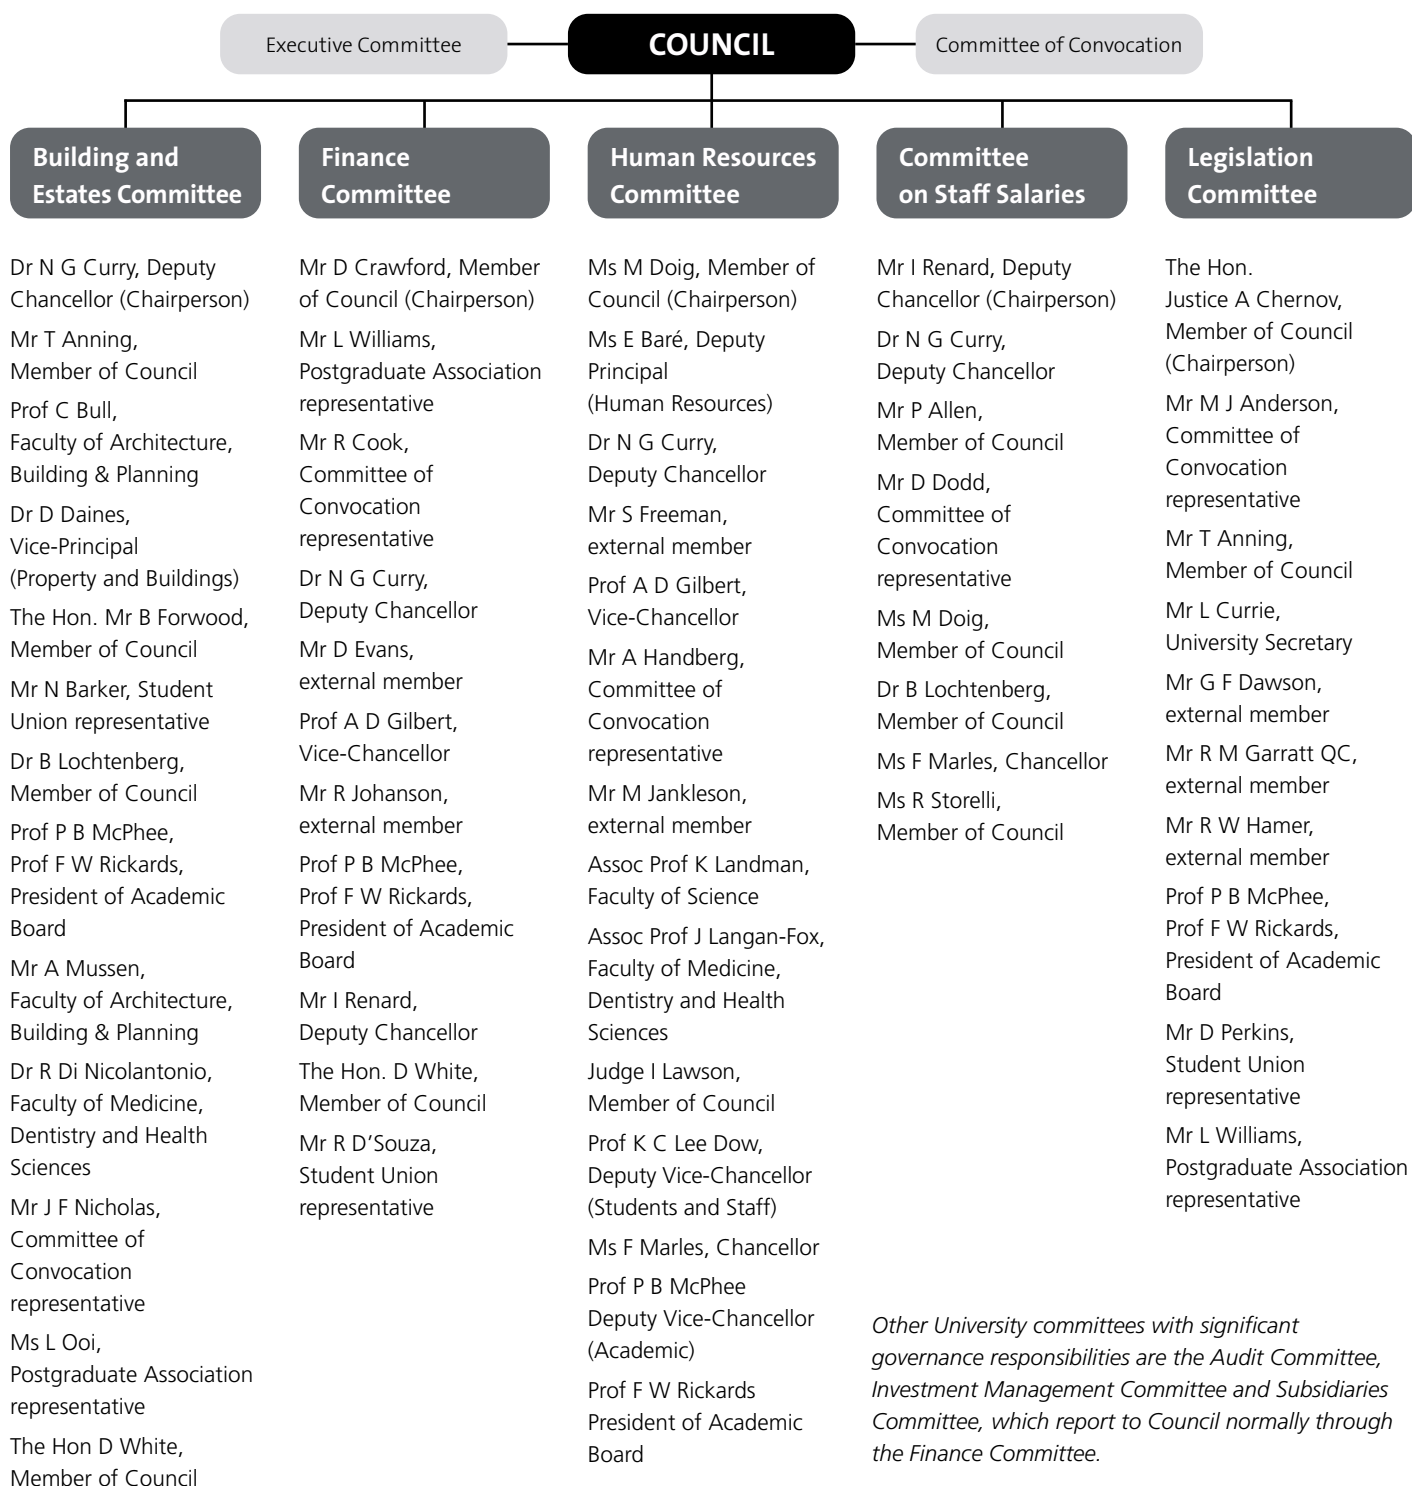 Executive Committee
COUNCIL
Committee of Convocation
Building and
Estates Committee
Dr N G Curry, Deputy
Chancellor (Chairperson)
Mr T Anning,
Member of Council
Prof C Bull,
Faculty of Architecture,
Building & Planning
Dr D Daines,
Vice-Principal
(Property and Buildings)
The Hon. Mr B Forwood,
Member of Council
Mr N Barker, Student
Union representative
Dr B Lochtenberg,
Member of Council
Prof P B McPhee,
Prof F W Rickards,
President of Academic
Board
Mr A Mussen,
Faculty of Architecture,
Building & Planning
Dr R Di Nicolantonio,
Faculty of Medicine,
Dentistry and Health
Sciences
Mr J F Nicholas,
Committee of
Convocation
representative
Ms L Ooi,
Postgraduate Association
representative
The Hon D White,
Member of Council
Finance
Committee
Mr D Crawford, Member
of Council (Chairperson)
Mr L Williams,
Postgraduate Association
representative
Mr R Cook,
Committee of
Convocation
representative
Dr N G Curry,
Deputy Chancellor
Mr D Evans,
external member
Prof A D Gilbert,
Vice-Chancellor
Mr R Johanson,
external member
Prof P B McPhee,
Prof F W Rickards,
President of Academic
Board
Mr I Renard,
Deputy Chancellor
The Hon. D White,
Member of Council
Mr R D’Souza,
Student Union
representative
Human Resources
Committee
Ms M Doig, Member of
Council (Chairperson)
Ms E Baré, Deputy
Principal
(Human Resources)
Dr N G Curry,
Deputy Chancellor
Mr S Freeman,
external member
Prof A D Gilbert,
Vice-Chancellor
Mr A Handberg,
Committee of
Convocation
representative
Mr M Jankleson,
external member
Assoc Prof K Landman,
Faculty of Science
Assoc Prof J Langan-Fox,
Faculty of Medicine,
Dentistry and Health
Sciences
Judge I Lawson,
Member of Council
Prof K C Lee Dow,
Deputy Vice-Chancellor
(Students and Staff)
Ms F Marles, Chancellor
Prof P B McPhee
Deputy Vice-Chancellor
(Academic)
Prof F W Rickards
President of Academic
Board
Committee
on Staff Salaries
Mr I Renard, Deputy
Chancellor (Chairperson)
Dr N G Curry,
Deputy Chancellor
Mr P Allen,
Member of Council
Mr D Dodd,
Committee of
Convocation
representative
Ms M Doig,
Member of Council
Dr B Lochtenberg,
Member of Council
Ms F Marles, Chancellor
Ms R Storelli,
Member of Council
Legislation
Committee
The Hon.
Justice A Chernov,
Member of Council
(Chairperson)
Mr M J Anderson,
Committee of
Convocation
representative
Mr T Anning,
Member of Council
Mr L Currie,
University Secretary
Mr G F Dawson,
external member
Mr R M Garratt QC,
external member
Mr R W Hamer,
external member
Prof P B McPhee,
Prof F W Rickards,
President of Academic
Board
Mr D Perkins,
Student Union
representative
Mr L Williams,
Postgraduate Association
representative
Other University committees with significant
governance responsibilities are the Audit Committee,
Investment Management Committee and Subsidiaries
Committee, which report to Council normally through
the Finance Committee.